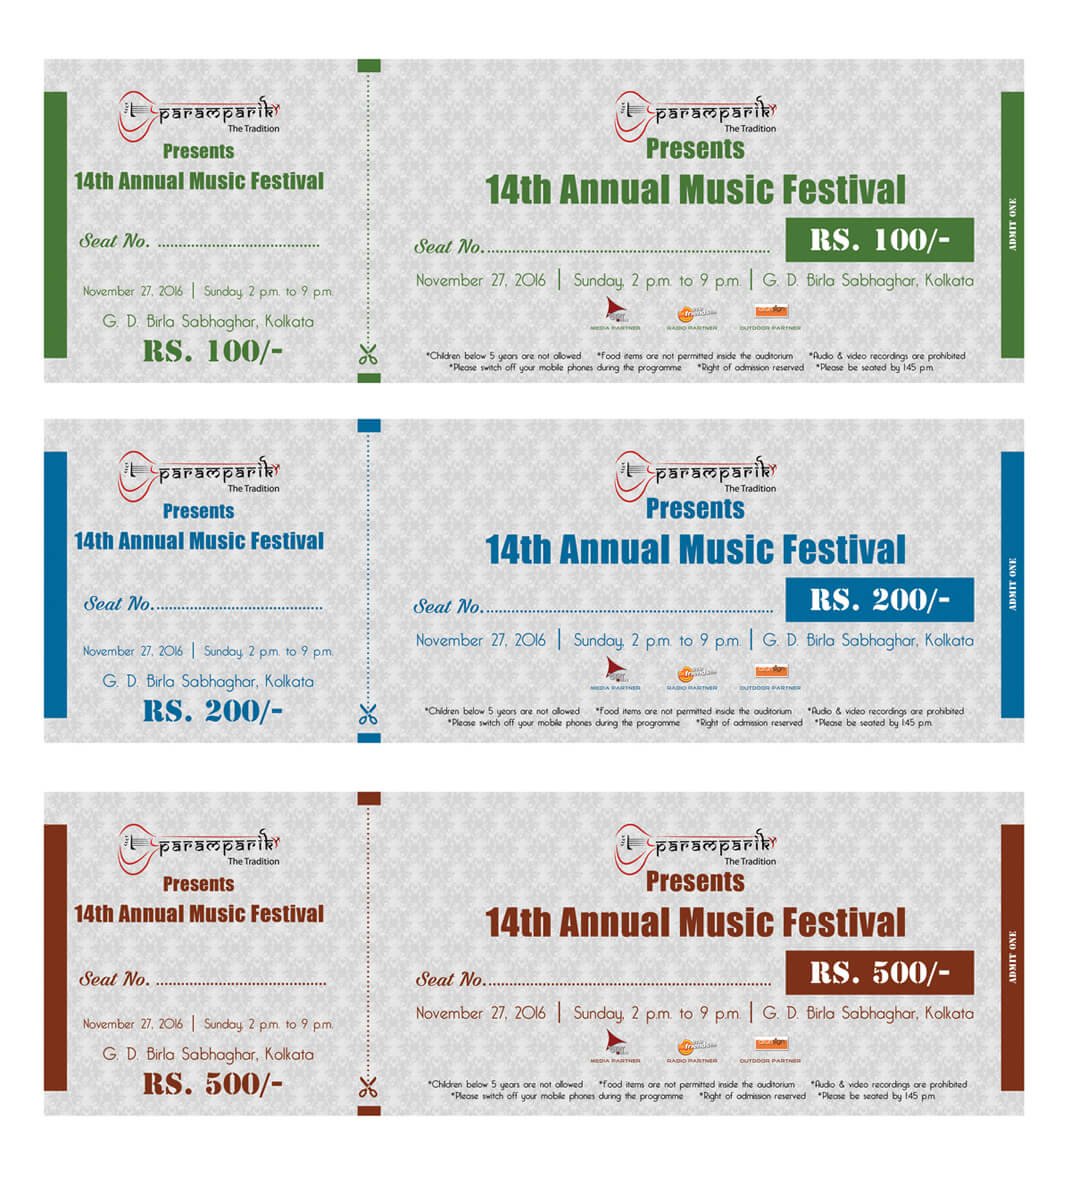 paramparik
The Tradition
Presents
14th Annual Music Festival
Seat No. ........................................
November 27, 2016 | Sunday, 2 p.m. to 9 p.m.
G. D. Birla Sabhaghar, Kolkata
RS. 100/-
paramparik
The Tradition
Presents
14th Annual Music Festival
Seat No. ........................................
RS. 100/-
November 27, 2016 | Sunday, 2 p.m. to 9 p.m. | G. D. Birla Sabhaghar, Kolkata
friends
MEDIA PARTNER RADIO PARTNER OUTDOOR PARTNER
*Children below 5 years are not allowed *Food items are not permitted inside the auditorium *Audio & video recordings are prohibited
*Please switch off your mobile phones during the programme *Right of admission reserved *Please be seated by 1:45 p.m.
ADMIT ONE
paramparik
The Tradition
Presents
14th Annual Music Festival
Seat No. ........................................
November 27, 2016 | Sunday, 2 p.m. to 9 p.m.
G. D. Birla Sabhaghar, Kolkata
RS. 200/-
paramparik
The Tradition
Presents
14th Annual Music Festival
Seat No. ........................................
RS. 200/-
November 27, 2016 | Sunday, 2 p.m. to 9 p.m. | G. D. Birla Sabhaghar, Kolkata
friends
MEDIA PARTNER RADIO PARTNER OUTDOOR PARTNER
*Children below 5 years are not allowed *Food items are not permitted inside the auditorium *Audio & video recordings are prohibited
*Please switch off your mobile phones during the programme *Right of admission reserved *Please be seated by 1:45 p.m.
ADMIT ONE
paramparik
The Tradition
Presents
14th Annual Music Festival
Seat No. ........................................
November 27, 2016 | Sunday, 2 p.m. to 9 p.m.
G. D. Birla Sabhaghar, Kolkata
RS. 500/-
paramparik
The Tradition
Presents
14th Annual Music Festival
Seat No. ........................................
RS. 500/-
November 27, 2016 | Sunday, 2 p.m. to 9 p.m. | G. D. Birla Sabhaghar, Kolkata
friends
MEDIA PARTNER RADIO PARTNER OUTDOOR PARTNER
*Children below 5 years are not allowed *Food items are not permitted inside the auditorium *Audio & video recordings are prohibited
*Please switch off your mobile phones during the programme *Right of admission reserved *Please be seated by 1:45 p.m.
ADMIT ONE